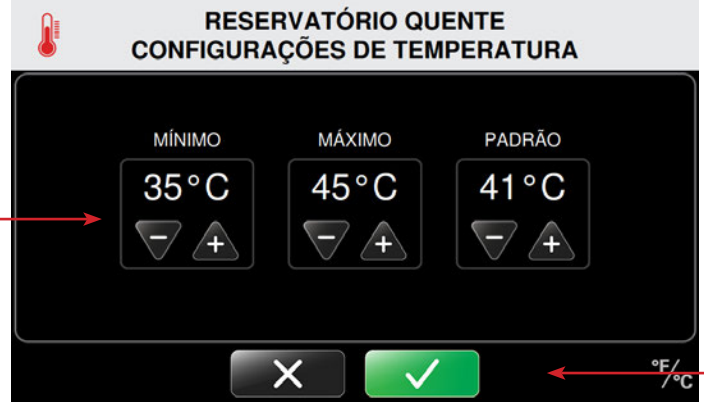 RESERVATÓRIO QUENTE
CONFIGURAÇÕES DE TEMPERATURA
MÍNIMO MÁXIMO PADRÃO
35°C 45°C 41°C
− + − + − +
°F/°C